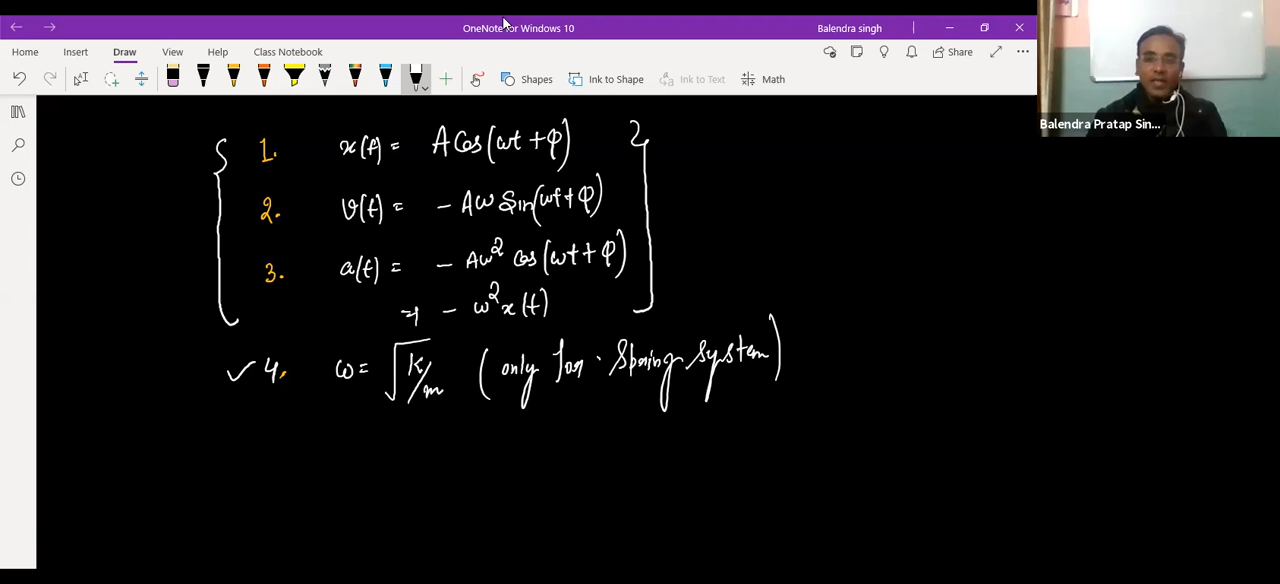 OneNote for Windows 10
Balendra singh
Home Insert Draw View Help Class Notebook
Share
Shapes Ink to Shape Ink to Text Math
Balendra Pratap Sin...
1. x(t) = A Cos(ωt + φ)
2. v(t) = - Aω Sin(ωt + φ)
3. a(t) = - Aω² Cos(ωt + φ)
= - ω² x(t)
✓ 4. ω = √K/m (only for Spring system)